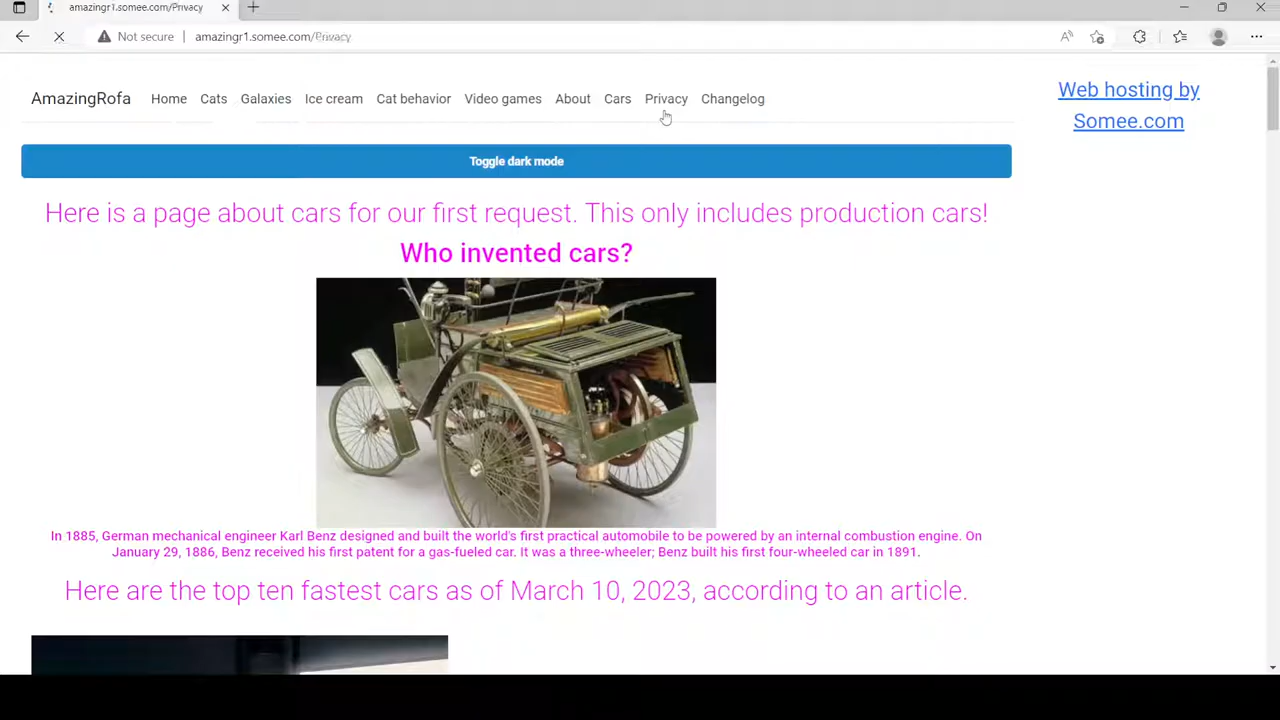 amazingr1.somee.com/Privacy
Not secure
amazingr1.somee.com/Privacy
AmazingRofa
Home
Cats
Galaxies
Ice cream
Cat behavior
Video games
About
Cars
Privacy
Changelog
Web hosting by
Somee.com
Toggle dark mode
Here is a page about cars for our first request. This only includes production cars!
Who invented cars?
In 1885, German mechanical engineer Karl Benz designed and built the world's first practical automobile to be powered by an internal combustion engine. On
January 29, 1886, Benz received his first patent for a gas-fueled car. It was a three-wheeler; Benz built his first four-wheeled car in 1891.
Here are the top ten fastest cars as of March 10, 2023, according to an article.